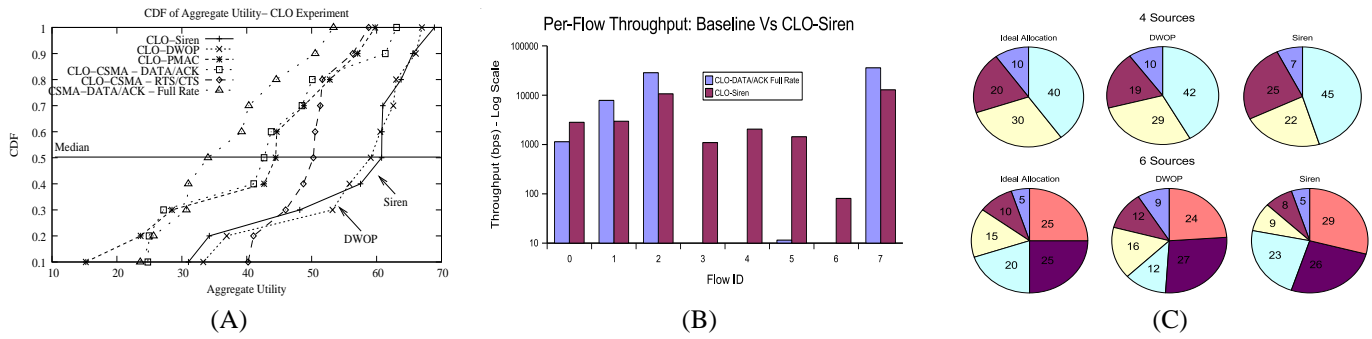 CDF of Aggregate Utility– CLO Experiment
CLO–Siren
CLO–DWOP
CLO–PMAC
CLO–CSMA – DATA/ACK
CLO–CSMA – RTS/CTS
CSMA–DATA/ACK – Full Rate
1
0.9
0.8
0.7
0.6
0.5
0.4
0.3
0.2
0.1
CDF
Median
Siren
DWOP
10 20 30 40 50 60 70
Aggregate Utility
(A)
Per-Flow Throughput: Baseline Vs CLO-Siren
CLO-DATA/ACK Full Rate
CLO-Siren
100000
10000
1000
100
10
Throughput (bps) - Log Scale
0 1 2 3 4 5 6 7
Flow ID
(B)
4 Sources
Ideal Allocation DWOP Siren
10 40 30 20
10 42 29 19
7 45 22 25
6 Sources
Ideal Allocation DWOP Siren
5 25 25 20 15 10
9 24 27 12 16 12
5 29 26 23 9 8
(C)